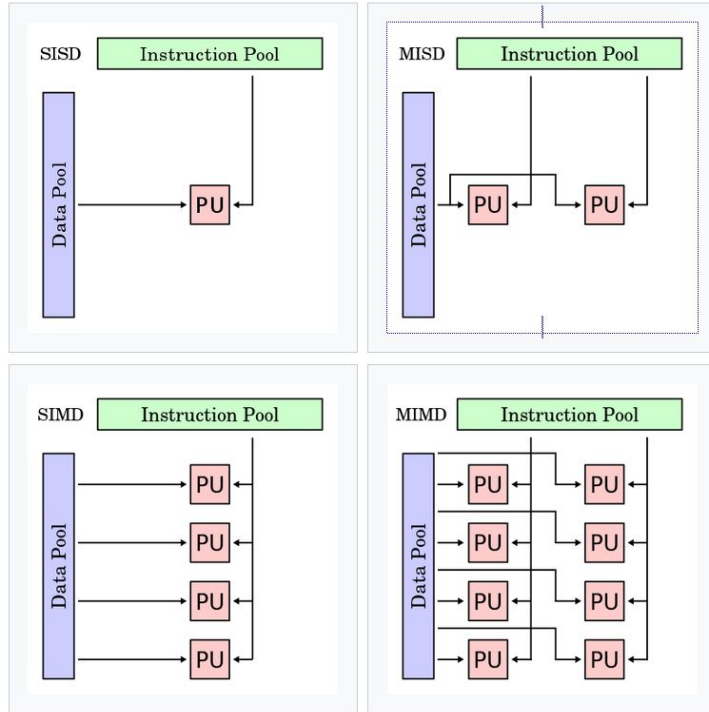 SISD Instruction Pool
Data Pool
PU
MISD Instruction Pool
Data Pool
PU PU
SIMD Instruction Pool
Data Pool
PU
PU
PU
PU
MIMD Instruction Pool
Data Pool
PU PU
PU PU
PU PU
PU PU